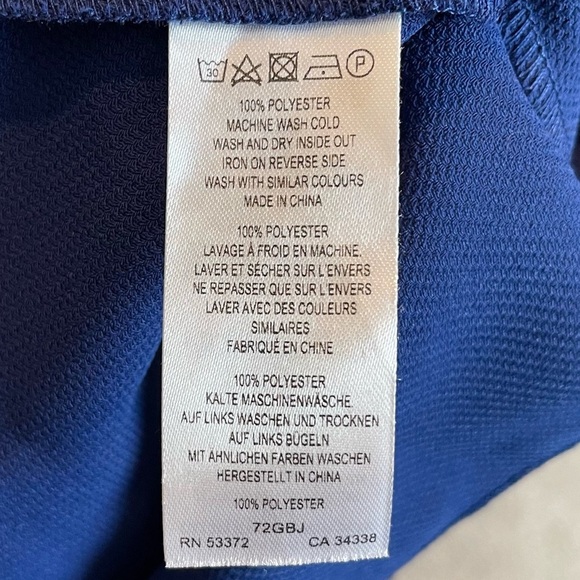 30 P
100% POLYESTER
MACHINE WASH COLD
WASH AND DRY INSIDE OUT
IRON ON REVERSE SIDE
WASH WITH SIMILAR COLOURS
MADE IN CHINA
100% POLYESTER
LAVAGE À FROID EN MACHINE,
LAVER ET SÉCHER SUR L'ENVERS
NE REPASSER QUE SUR L'ENVERS
LAVER AVEC DES COULEURS
SIMILAIRES
FABRIQUÉ EN CHINE
100% POLYESTER
KALTE MASCHINENWÄSCHE,
AUF LINKS WASCHEN UND TROCKNEN
AUF LINKS BÜGELN
MIT ÄHNLICHEN FARBEN WASCHEN
HERGESTELLT IN CHINA
100% POLYESTER
72GBJ
RN 53372 CA 34338